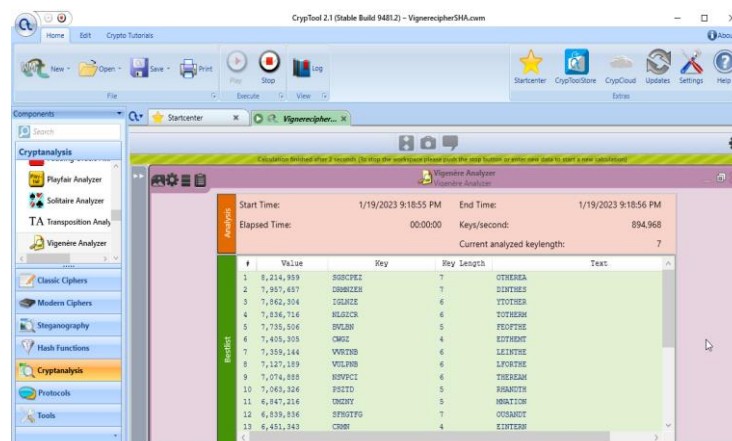 CrypTool 2.1 (Stable Build 9481.2) – VignerecipherSHA.cwm
Home Edit Crypto Tutorials
New Open Save Print Play Stop Log Startcenter CrypToolStore CrypCloud Updates Settings Help
File Execute View Extras
Components
Startcenter Vignerecipher...
Search
Cryptanalysis
Calculation finished after 2 seconds (to stop the workspace please push the stop button or enter new data to start a new calculation)
Vigenère Analyzer
Vigenère Analyzer
Playfair Analyzer
Solitaire Analyzer
TA Transposition Analy
Vigenère Analyzer
Classic Ciphers
Modern Ciphers
Steganography
Hash Functions
Cryptanalysis
Protocols
Tools
Analysis
Start Time: 1/19/2023 9:18:55 PM End Time: 1/19/2023 9:18:56 PM
Elapsed Time: 00:00:00 Keys/second: 894,968
Current analyzed keylength: 7
Bestlist
# Value Key Key Length Text
1 8,214,959 SGSCPEZ 7 OTHEREA
2 7,957,657 DRMNZEH 7 DINTHES
3 7,862,304 IGLNZE 6 YTOTHER
4 7,836,716 NLGZCR 6 TOTHERM
5 7,735,506 BVLBN 5 FEOFTHE
6 7,405,305 CWGZ 4 EDTHEMT
7 7,359,144 VVRTNB 6 LEINTHE
8 7,127,189 VULPNB 6 LFORTHE
9 7,074,888 NSVPCI 6 THEREAM
10 7,063,326 PSZTD 5 RHANDTH
11 6,847,216 UMZNY 5 MNATION
12 6,839,836 SFHGTFG 7 OUSANDT
13 6,451,343 CRMN 4 EINTERN